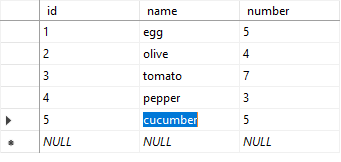 id name number
1 egg 5
2 olive 4
3 tomato 7
4 pepper 3
5 cucumber 5
NULL NULL NULL